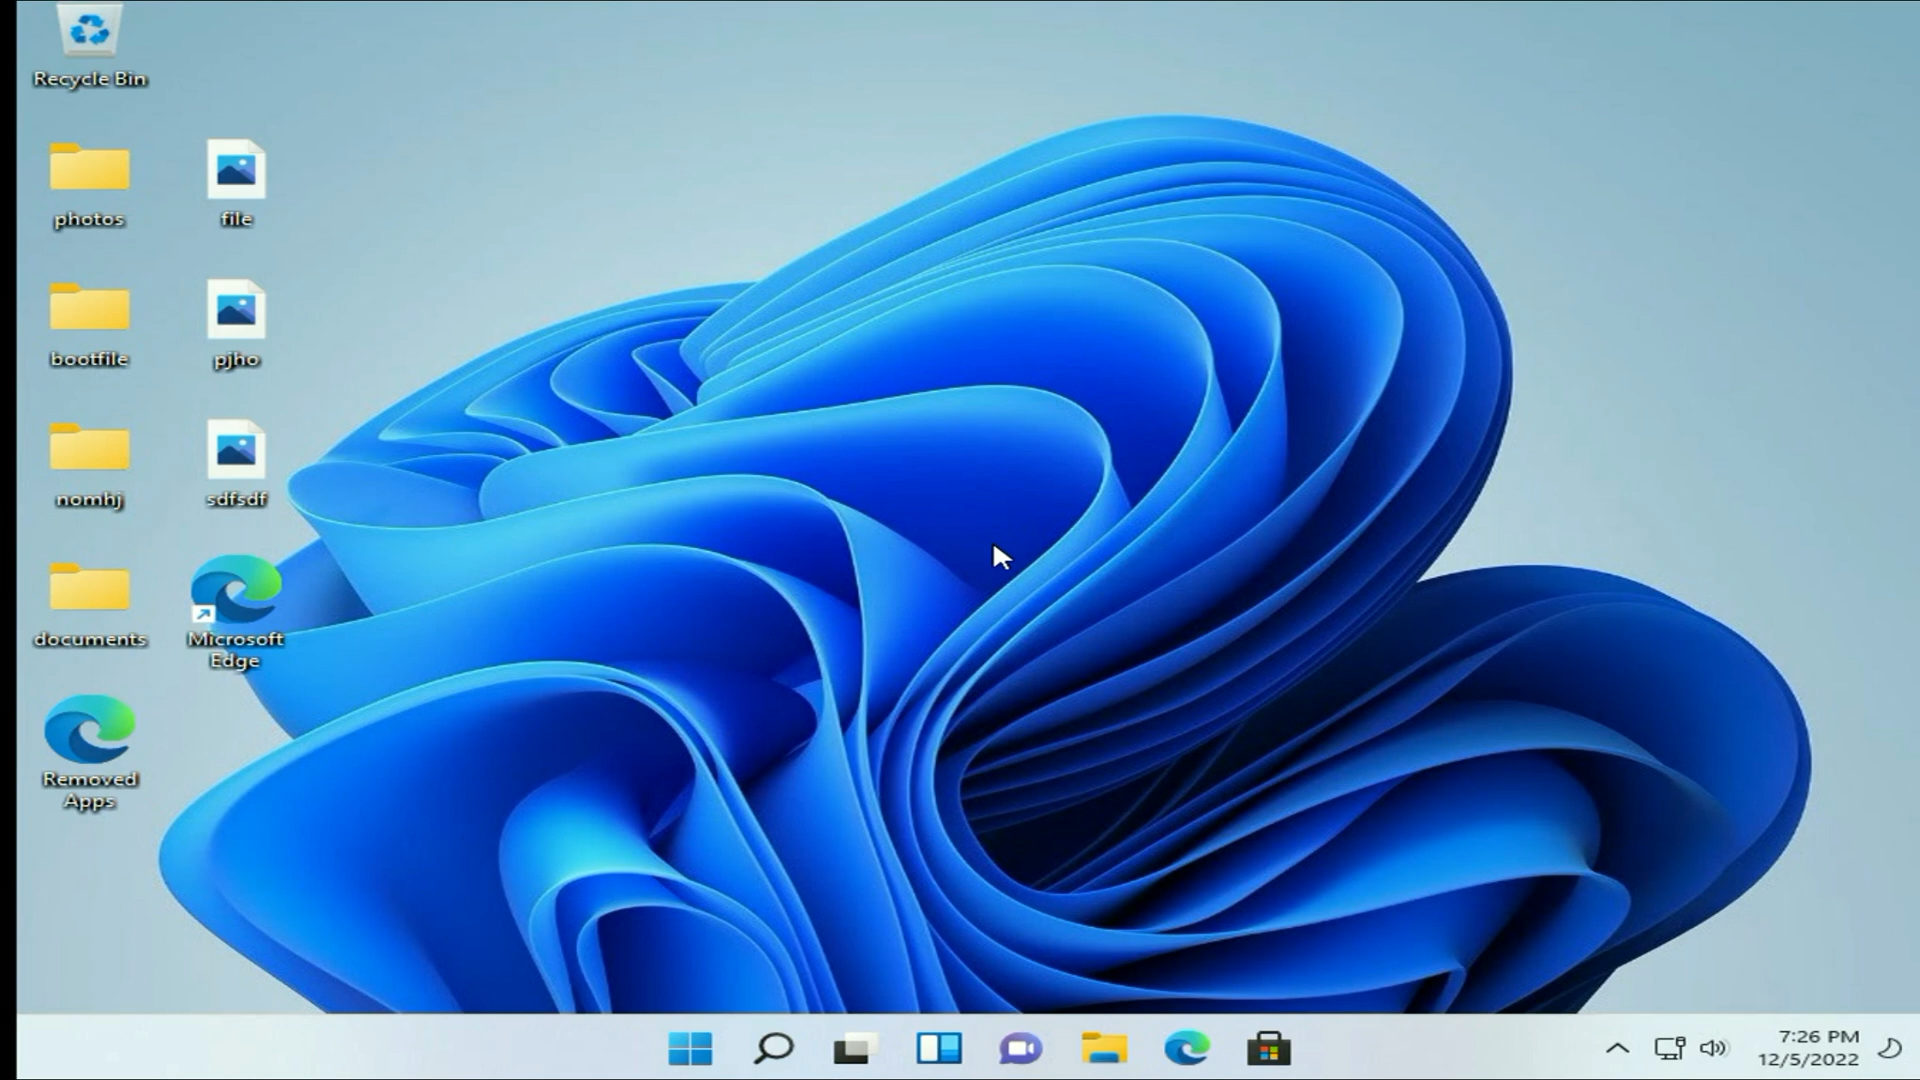 Recycle Bin
photos
file
bootfile
pjho
nomhj
sdfsdf
documents
Microsoft
Edge
Removed
Apps
7:26 PM
12/5/2022